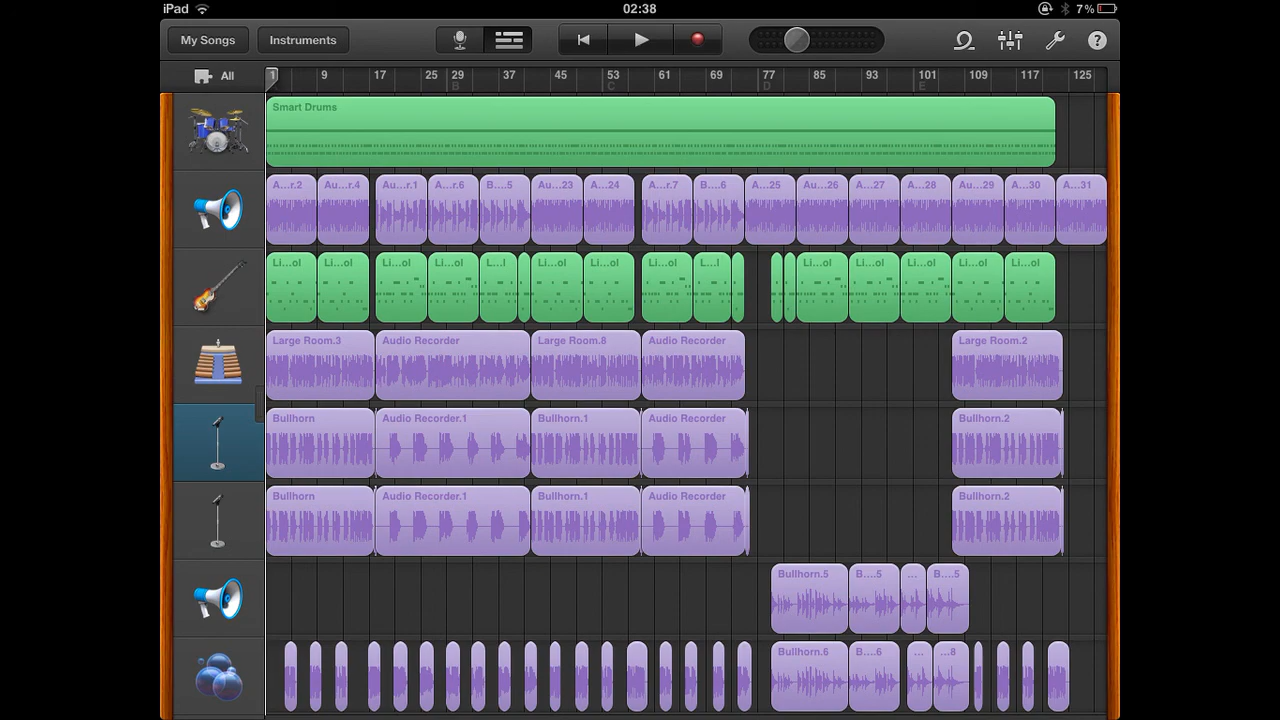 iPad 02:38 7%
My Songs Instruments ?
All 1 9 17 25 29 37 45 53 61 69 77 85 93 101 109 117 125
B C D E
Smart Drums
A...r.2 Au...r.4 Au...r.1 A...r.6 B....5 Au...23 A...24 A...r.7 B....6 A...25 Au...26 A...27 A...28 Au...29 A...30 A...31
Li...ol Li...ol Li...ol Li...ol L...l Li...ol Li...ol Li...ol L...l Li...ol Li...ol Li...ol Li...ol Li...ol
Large Room.3 Audio Recorder Large Room.8 Audio Recorder Large Room.2
Bullhorn Audio Recorder.1 Bullhorn.1 Audio Recorder Bullhorn.2
Bullhorn Audio Recorder.1 Bullhorn.1 Audio Recorder Bullhorn.2
Bullhorn.5 B....5 ... B....5
Bullhorn.6 B....6 ... ...8